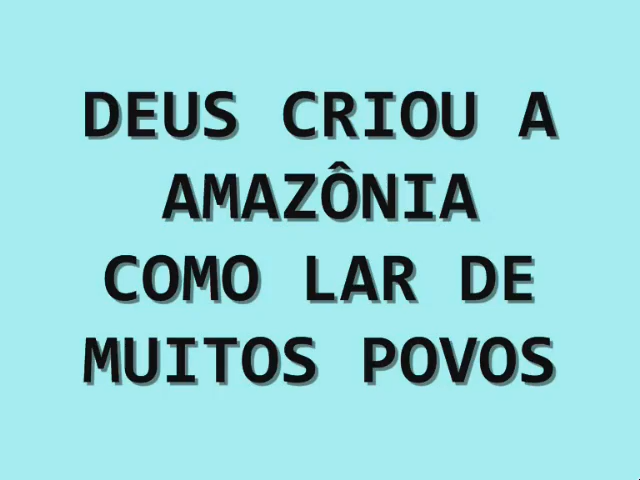 DEUS CRIOU A
AMAZÔNIA
COMO LAR DE
MUITOS POVOS